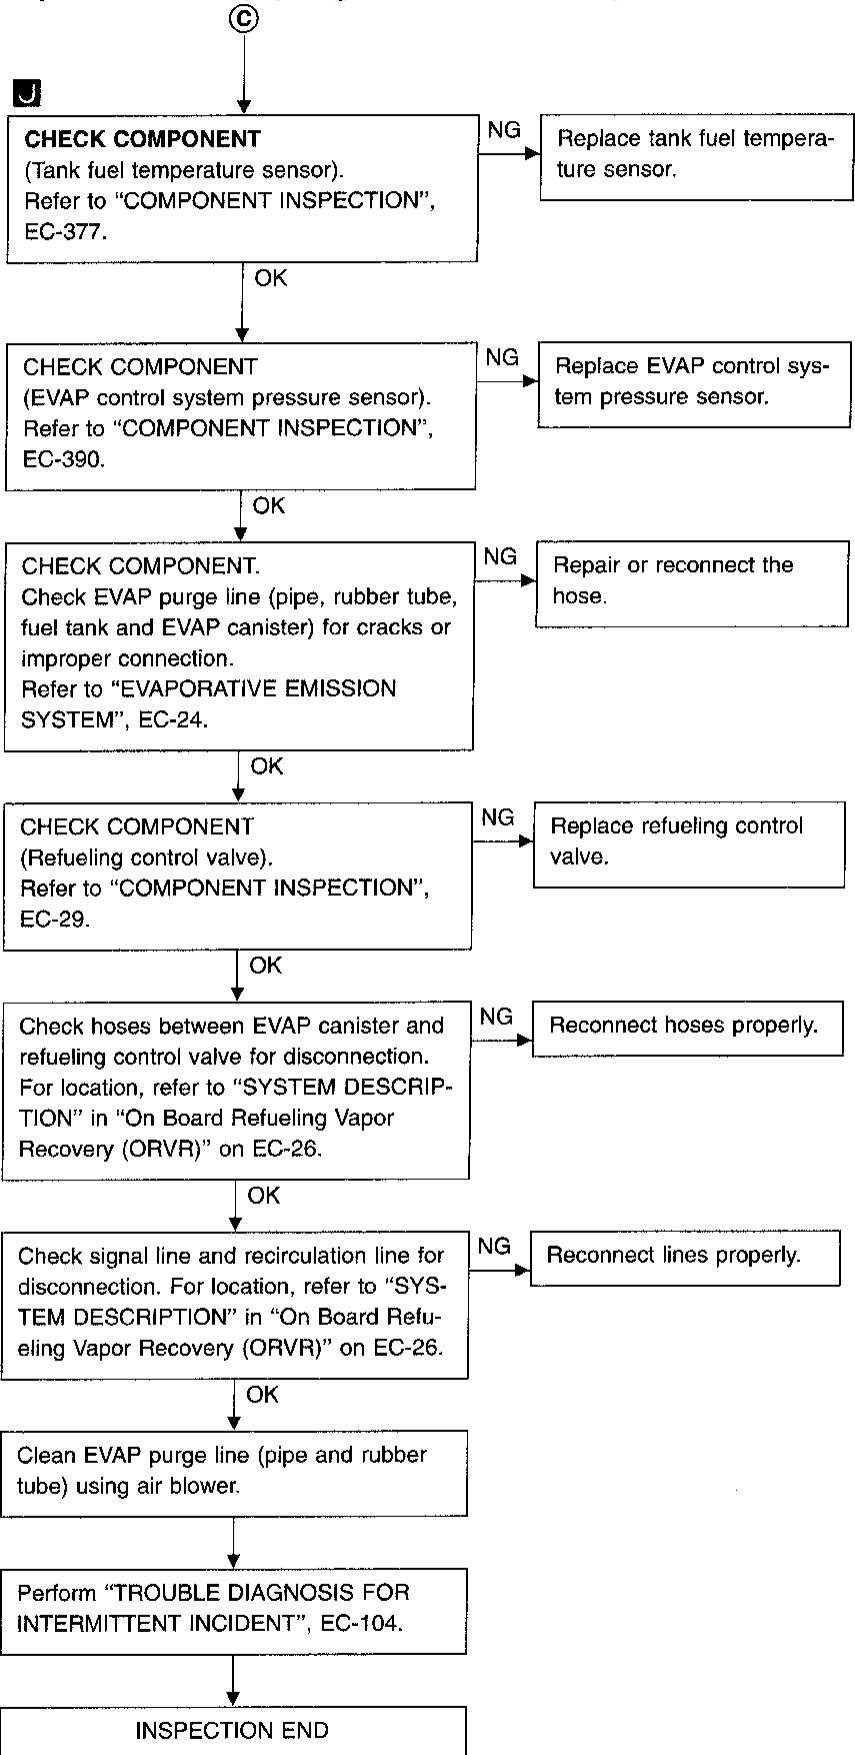 C
J
CHECK COMPONENT
(Tank fuel temperature sensor).
Refer to “COMPONENT INSPECTION”,
EC-377.
NG
Replace tank fuel tempera-
ture sensor.
OK
CHECK COMPONENT
(EVAP control system pressure sensor).
Refer to “COMPONENT INSPECTION”,
EC-390.
NG
Replace EVAP control sys-
tem pressure sensor.
OK
CHECK COMPONENT.
Check EVAP purge line (pipe, rubber tube,
fuel tank and EVAP canister) for cracks or
improper connection.
Refer to “EVAPORATIVE EMISSION
SYSTEM”, EC-24.
NG
Repair or reconnect the
hose.
OK
CHECK COMPONENT
(Refueling control valve).
Refer to “COMPONENT INSPECTION”,
EC-29.
NG
Replace refueling control
valve.
OK
Check hoses between EVAP canister and
refueling control valve for disconnection.
For location, refer to “SYSTEM DESCRIP-
TION” in “On Board Refueling Vapor
Recovery (ORVR)” on EC-26.
NG
Reconnect hoses properly.
OK
Check signal line and recirculation line for
disconnection. For location, refer to “SYS-
TEM DESCRIPTION” in “On Board Refu-
eling Vapor Recovery (ORVR)” on EC-26.
NG
Reconnect lines properly.
OK
Clean EVAP purge line (pipe and rubber
tube) using air blower.
Perform “TROUBLE DIAGNOSIS FOR
INTERMITTENT INCIDENT”, EC-104.
INSPECTION END